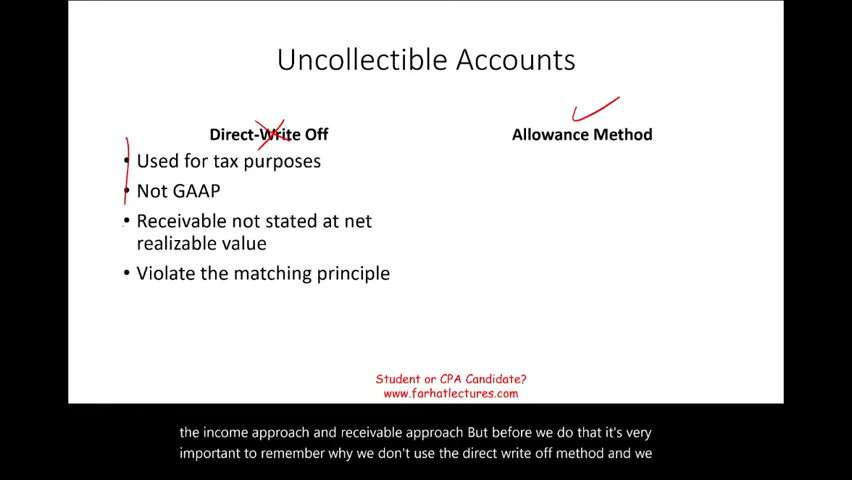 Uncollectible Accounts
Direct-Write Off
Allowance Method
• Used for tax purposes
• Not GAAP
• Receivable not stated at net
realizable value
• Violate the matching principle
Student or CPA Candidate?
www.farhatlectures.com
the income approach and receivable approach But before we do that it's very
important to remember why we don't use the direct write off method and we